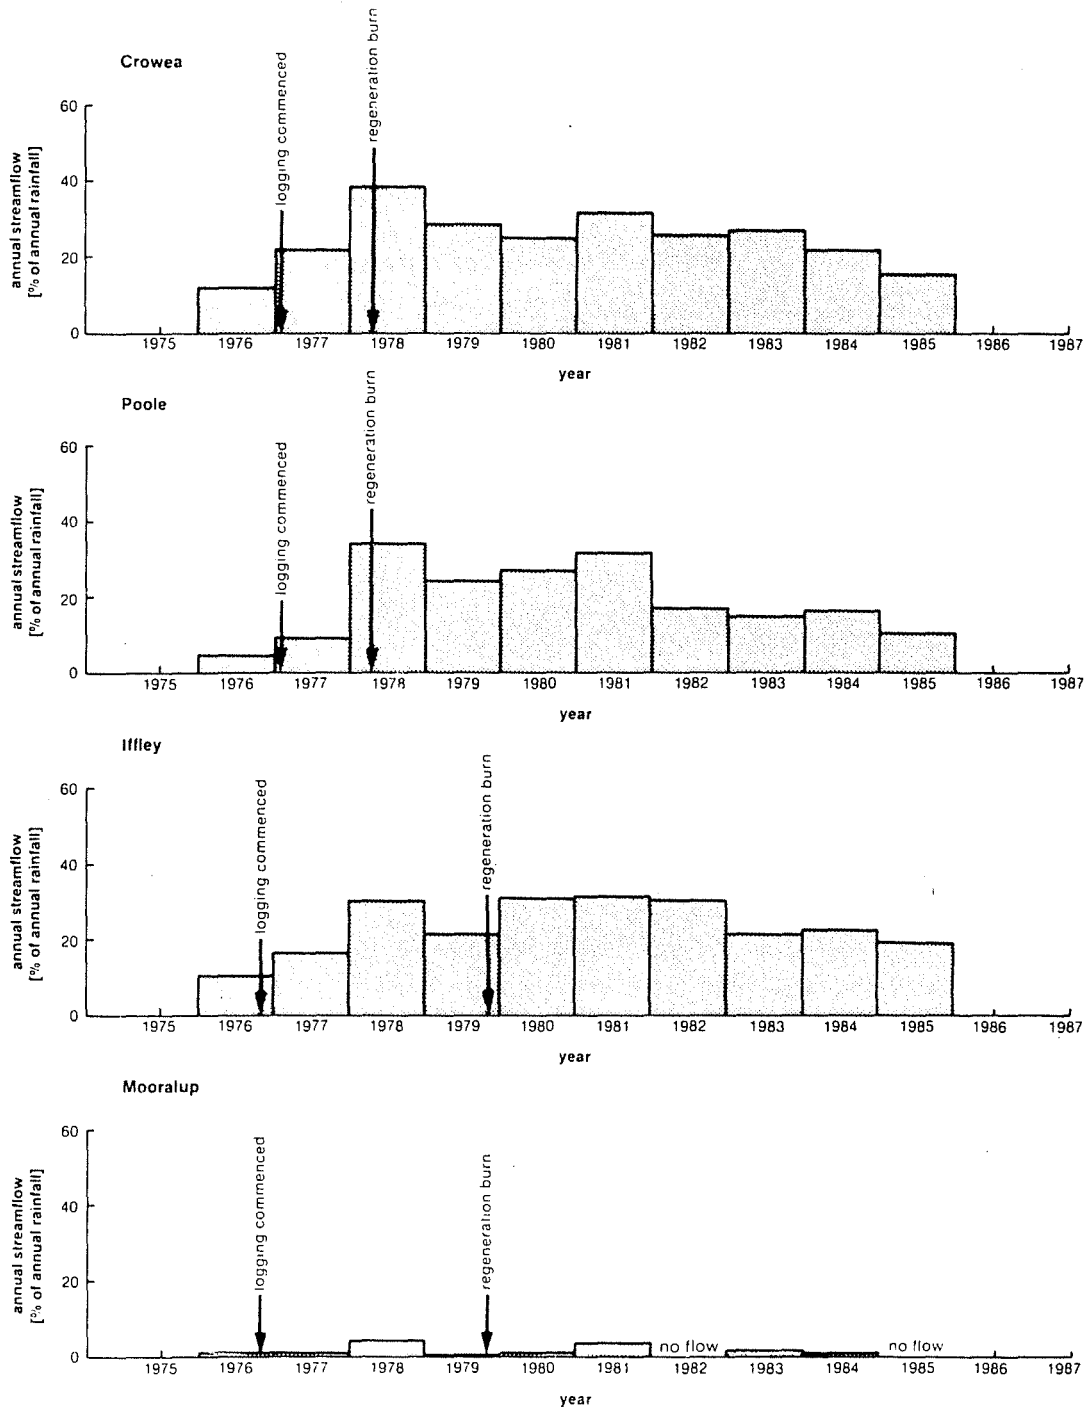 Crowea
logging commenced
regeneration burn
annual streamflow
[% of annual rainfall]
60
40
20
0
1975 1976 1977 1978 1979 1980 1981 1982 1983 1984 1985 1986 1987
year
Poole
logging commenced
regeneration burn
annual streamflow
[% of annual rainfall]
60
40
20
0
1975 1976 1977 1978 1979 1980 1981 1982 1983 1984 1985 1986 1987
year
Iffley
logging commenced
regeneration burn
annual streamflow
[% of annual rainfall]
60
40
20
0
1975 1976 1977 1978 1979 1980 1981 1982 1983 1984 1985 1986 1987
year
Mooralup
logging commenced
regeneration burn
annual streamflow
[% of annual rainfall]
60
40
20
0
no flow
no flow
1975 1976 1977 1978 1979 1980 1981 1982 1983 1984 1985 1986 1987
year